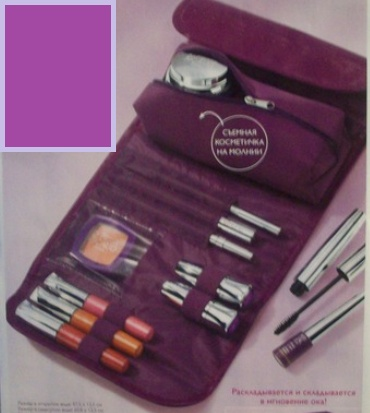 СЪЕМНАЯ
КОСМЕТИЧКА
НА МОЛНИИ
Раскладывается и складывается
в мгновение ока!